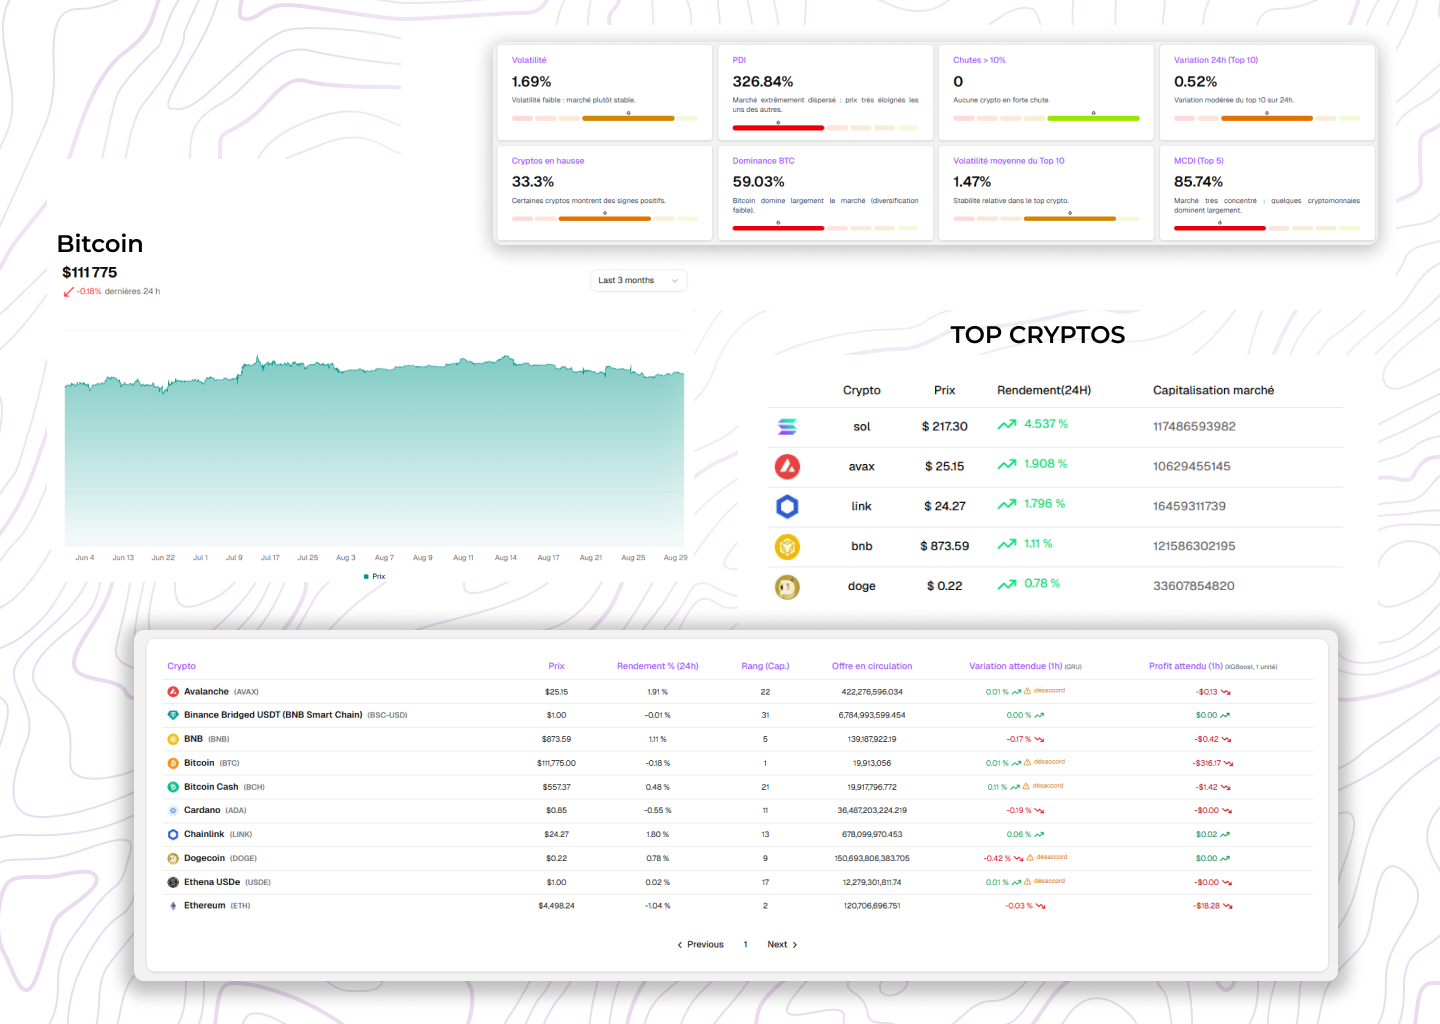 Volatilité
1.69%
Volatilité faible : marché plutôt stable.
PDI
326.84%
Marché extrêmement dispersé : prix très éloignés les
uns des autres.
Chutes > 10%
0
Aucune crypto en forte chute.
Variation 24h (Top 10)
0.52%
Variation modérée du top 10 sur 24h.
Cryptos en hausse
33.3%
Certaines cryptos montrent des signes positifs.
Dominance BTC
59.03%
Bitcoin domine largement le marché (diversification
faible).
Volatilité moyenne du Top 10
1.47%
Stabilité relative dans le top crypto.
MCDI (Top 5)
85.74%
Marché très concentré : quelques cryptomonnaies
dominent largement.
Bitcoin
$111 775
-0.18% dernières 24 h
Last 3 months
Jun 4 Jun 13 Jun 22 Jul 1 Jul 9 Jul 17 Jul 25 Aug 3 Aug 7 Aug 9 Aug 11 Aug 14 Aug 17 Aug 21 Aug 25 Aug 29
Prix
TOP CRYPTOS
Crypto Prix Rendement(24H) Capitalisation marché
sol $ 217.30 4.537 % 117486593982
avax $ 25.15 1.908 % 10629455145
link $ 24.27 1.796 % 16459311739
bnb $ 873.59 1.11 % 121586302195
doge $ 0.22 0.78 % 33607854820
Crypto Prix Rendement % (24h) Rang (Cap.) Offre en circulation Variation attendue (1h) (GRU) Profit attendu (1h) (XGBoost, 1 unité)
Avalanche (AVAX) $25.15 1.91 % 22 422,276,596.034 0.01 % désaccord -$0.13
Binance Bridged USDT (BNB Smart Chain) (BSC-USD) $1.00 -0.01 % 31 6,784,993,599.454 0.00 % $0.00
BNB (BNB) $873.59 1.11 % 5 139,187,922.19 -0.17 % -$0.42
Bitcoin (BTC) $111,775.00 -0.18 % 1 19,913,056 0.01 % désaccord -$316.17
Bitcoin Cash (BCH) $557.37 0.48 % 21 19,917,796.772 0.11 % désaccord -$1.42
Cardano (ADA) $0.85 -0.55 % 11 36,487,203,224.219 -0.19 % -$0.00
Chainlink (LINK) $24.27 1.80 % 13 678,099,970.453 0.06 % $0.02
Dogecoin (DOGE) $0.22 0.78 % 9 150,693,806,383.705 -0.42 % désaccord $0.00
Ethena USDe (USDE) $1.00 0.02 % 17 12,279,301,811.74 0.01 % désaccord -$0.00
Ethereum (ETH) $4,498.24 -1.04 % 2 120,706,696.751 -0.03 % -$18.28
Previous 1 Next